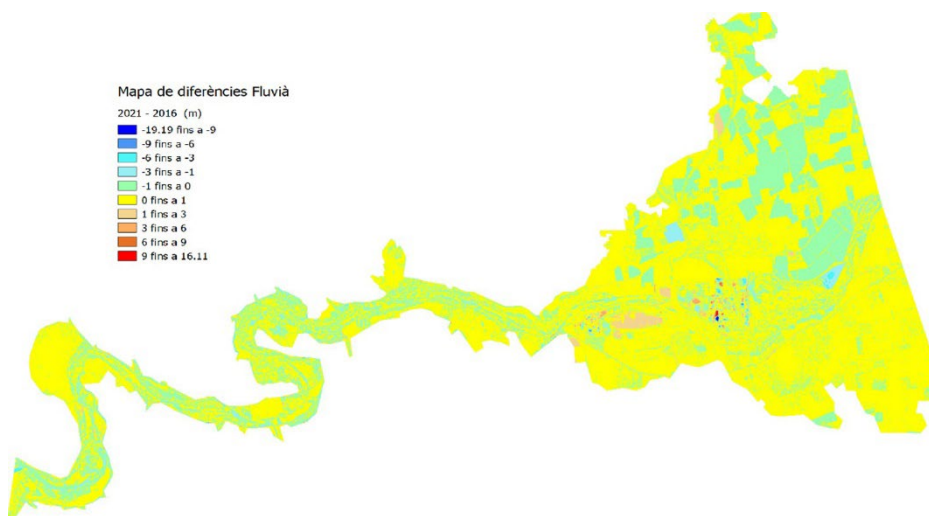 Mapa de diferències Fluvià
2021 - 2016 (m)
-19.19 fins a -9
-9 fins a -6
-6 fins a -3
-3 fins a -1
-1 fins a 0
0 fins a 1
1 fins a 3
3 fins a 6
6 fins a 9
9 fins a 16.11